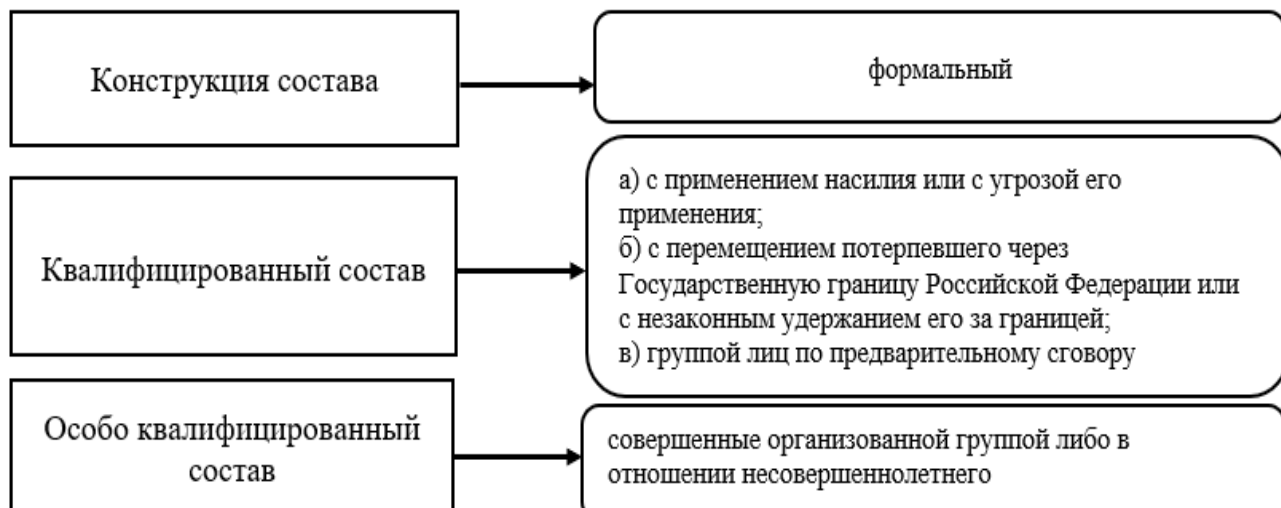 Конструкция состава
формальный
Квалифицированный состав
а) с применением насилия или с угрозой его
применения;
б) с перемещением потерпевшего через
Государственную границу Российской Федерации или
с незаконным удержанием его за границей;
в) группой лиц по предварительному сговору
Особо квалифицированный
состав
совершенные организованной группой либо в
отношении несовершеннолетнего